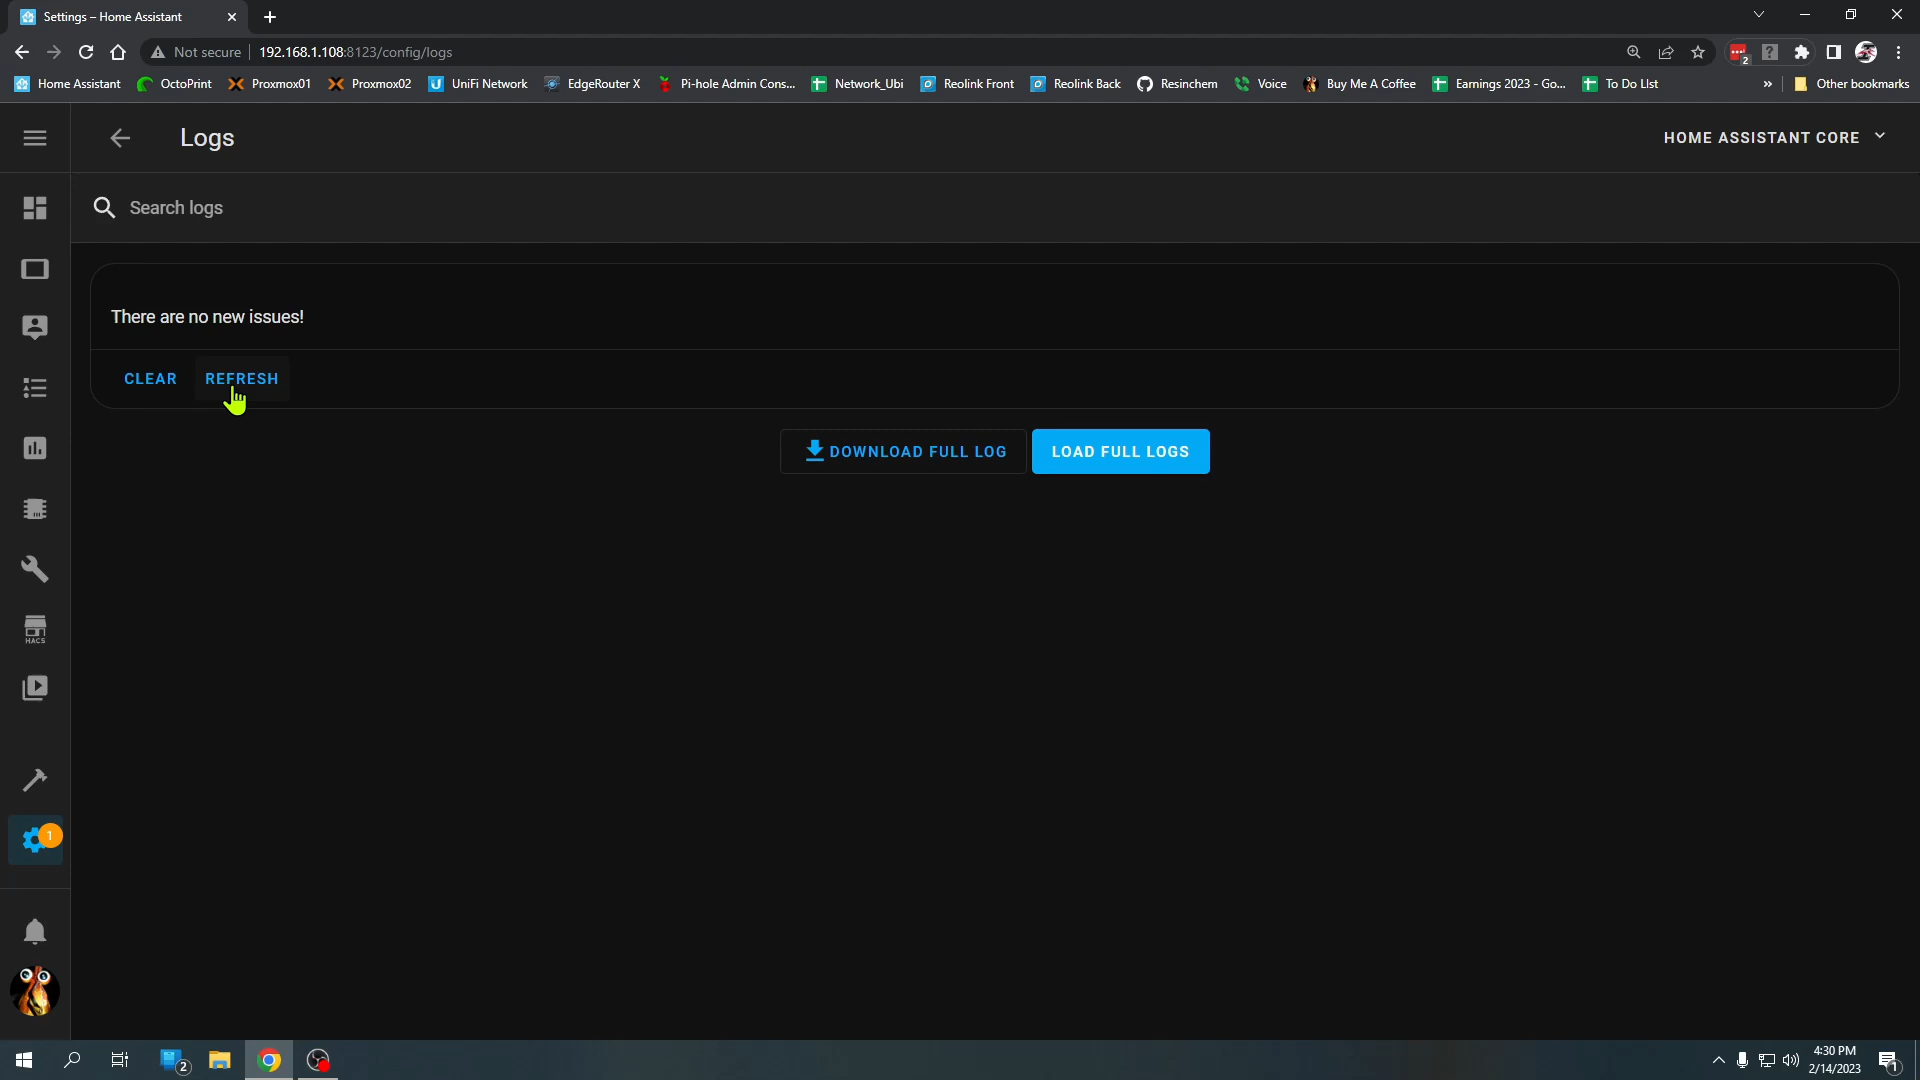 Settings – Home Assistant
Not secure
192.168.1.108:8123/config/logs
2
Home Assistant
OctoPrint
Proxmox01
Proxmox02
UniFi Network
EdgeRouter X
Pi-hole Admin Cons...
Network_Ubi
Reolink Front
Reolink Back
Resinchem
Voice
Buy Me A Coffee
Earnings 2023 - Go...
To Do LIst
»
Other bookmarks
Logs
HOME ASSISTANT CORE
Search logs
There are no new issues!
CLEAR
REFRESH
DOWNLOAD FULL LOG
LOAD FULL LOGS
HACS
1
2
4:30 PM
2/14/2023
1